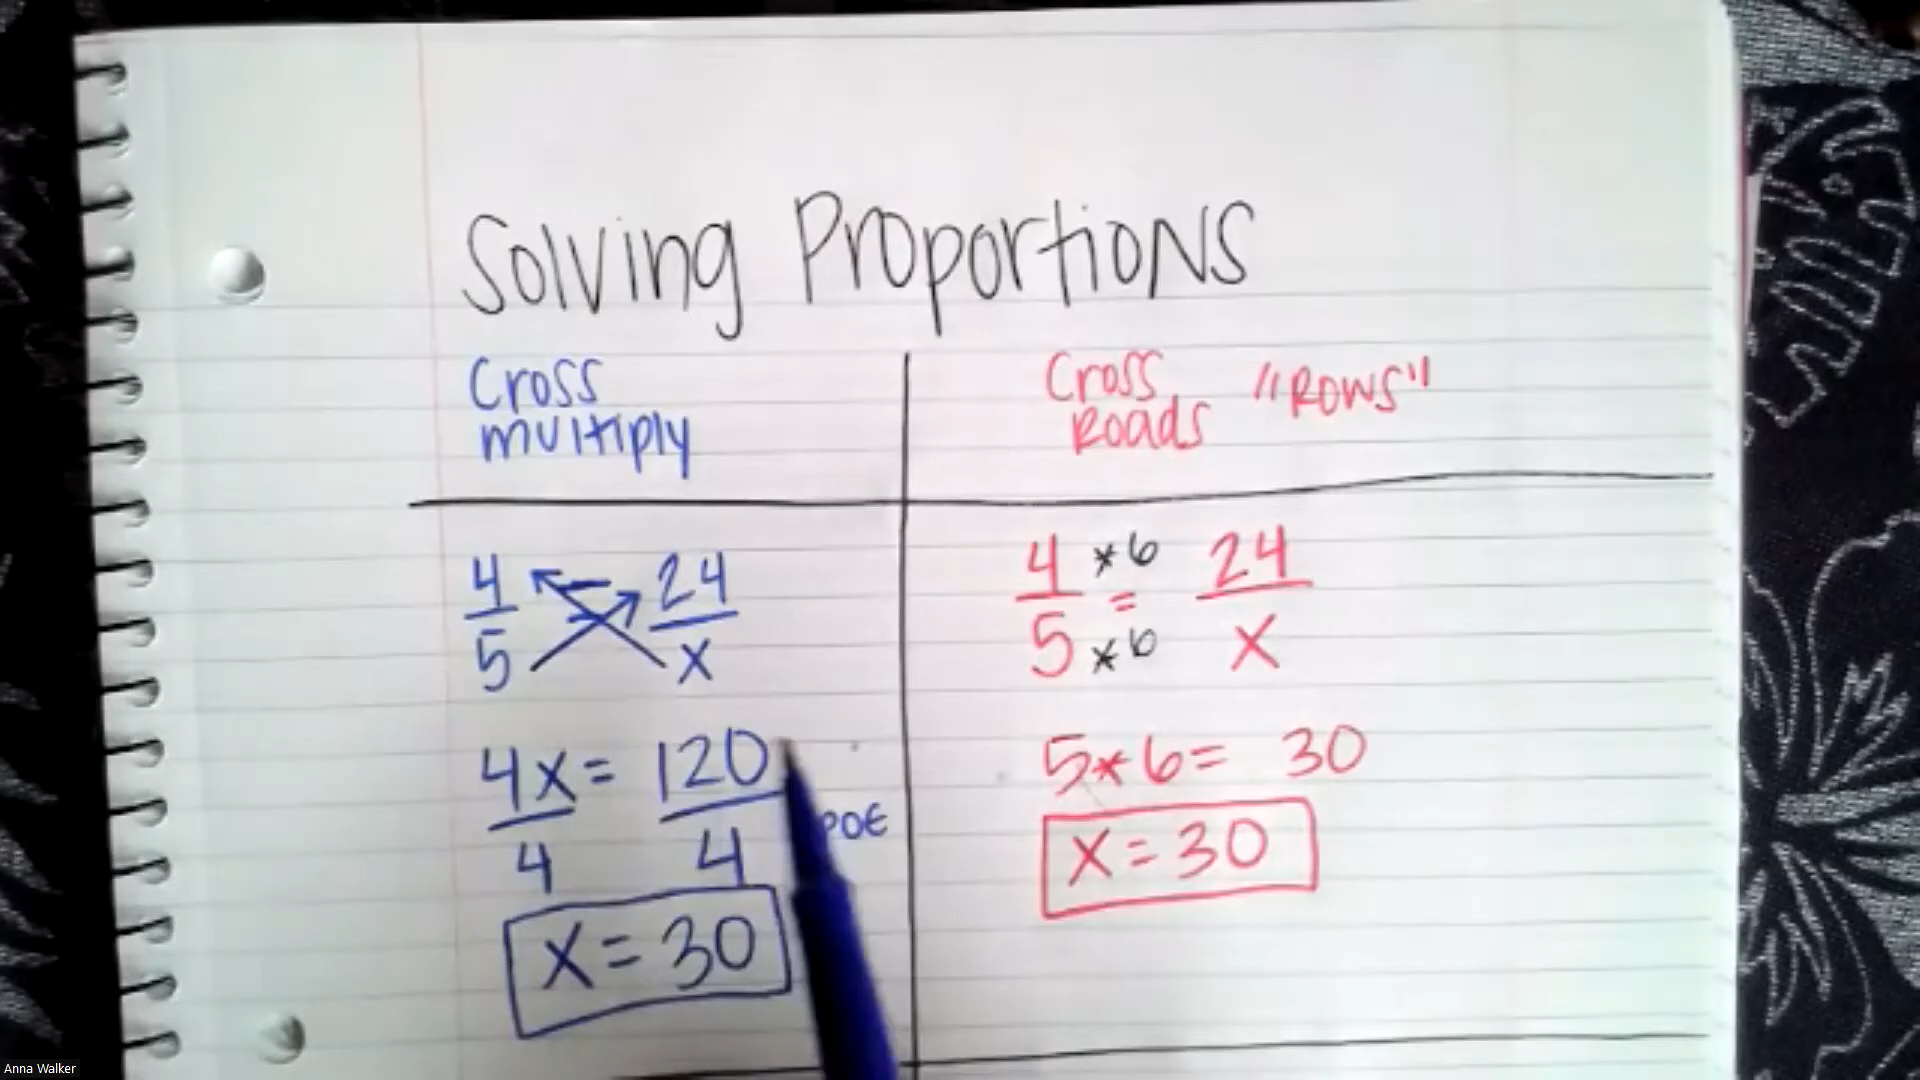 Solving Proportions
Cross
multiply
Cross
Roads
"Rows"
4 = 24
5 x
4x = 120
4 4
x = 30
4 *6 = 24
5 *6 x
5*6= 30
x = 30
Anna Walker